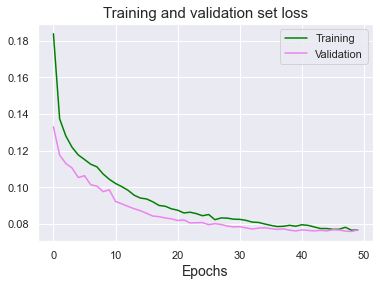 Training and validation set loss
Training
Validation
0.18
0.16
0.14
0.12
0.10
0.08
0 10 20 30 40 50
Epochs